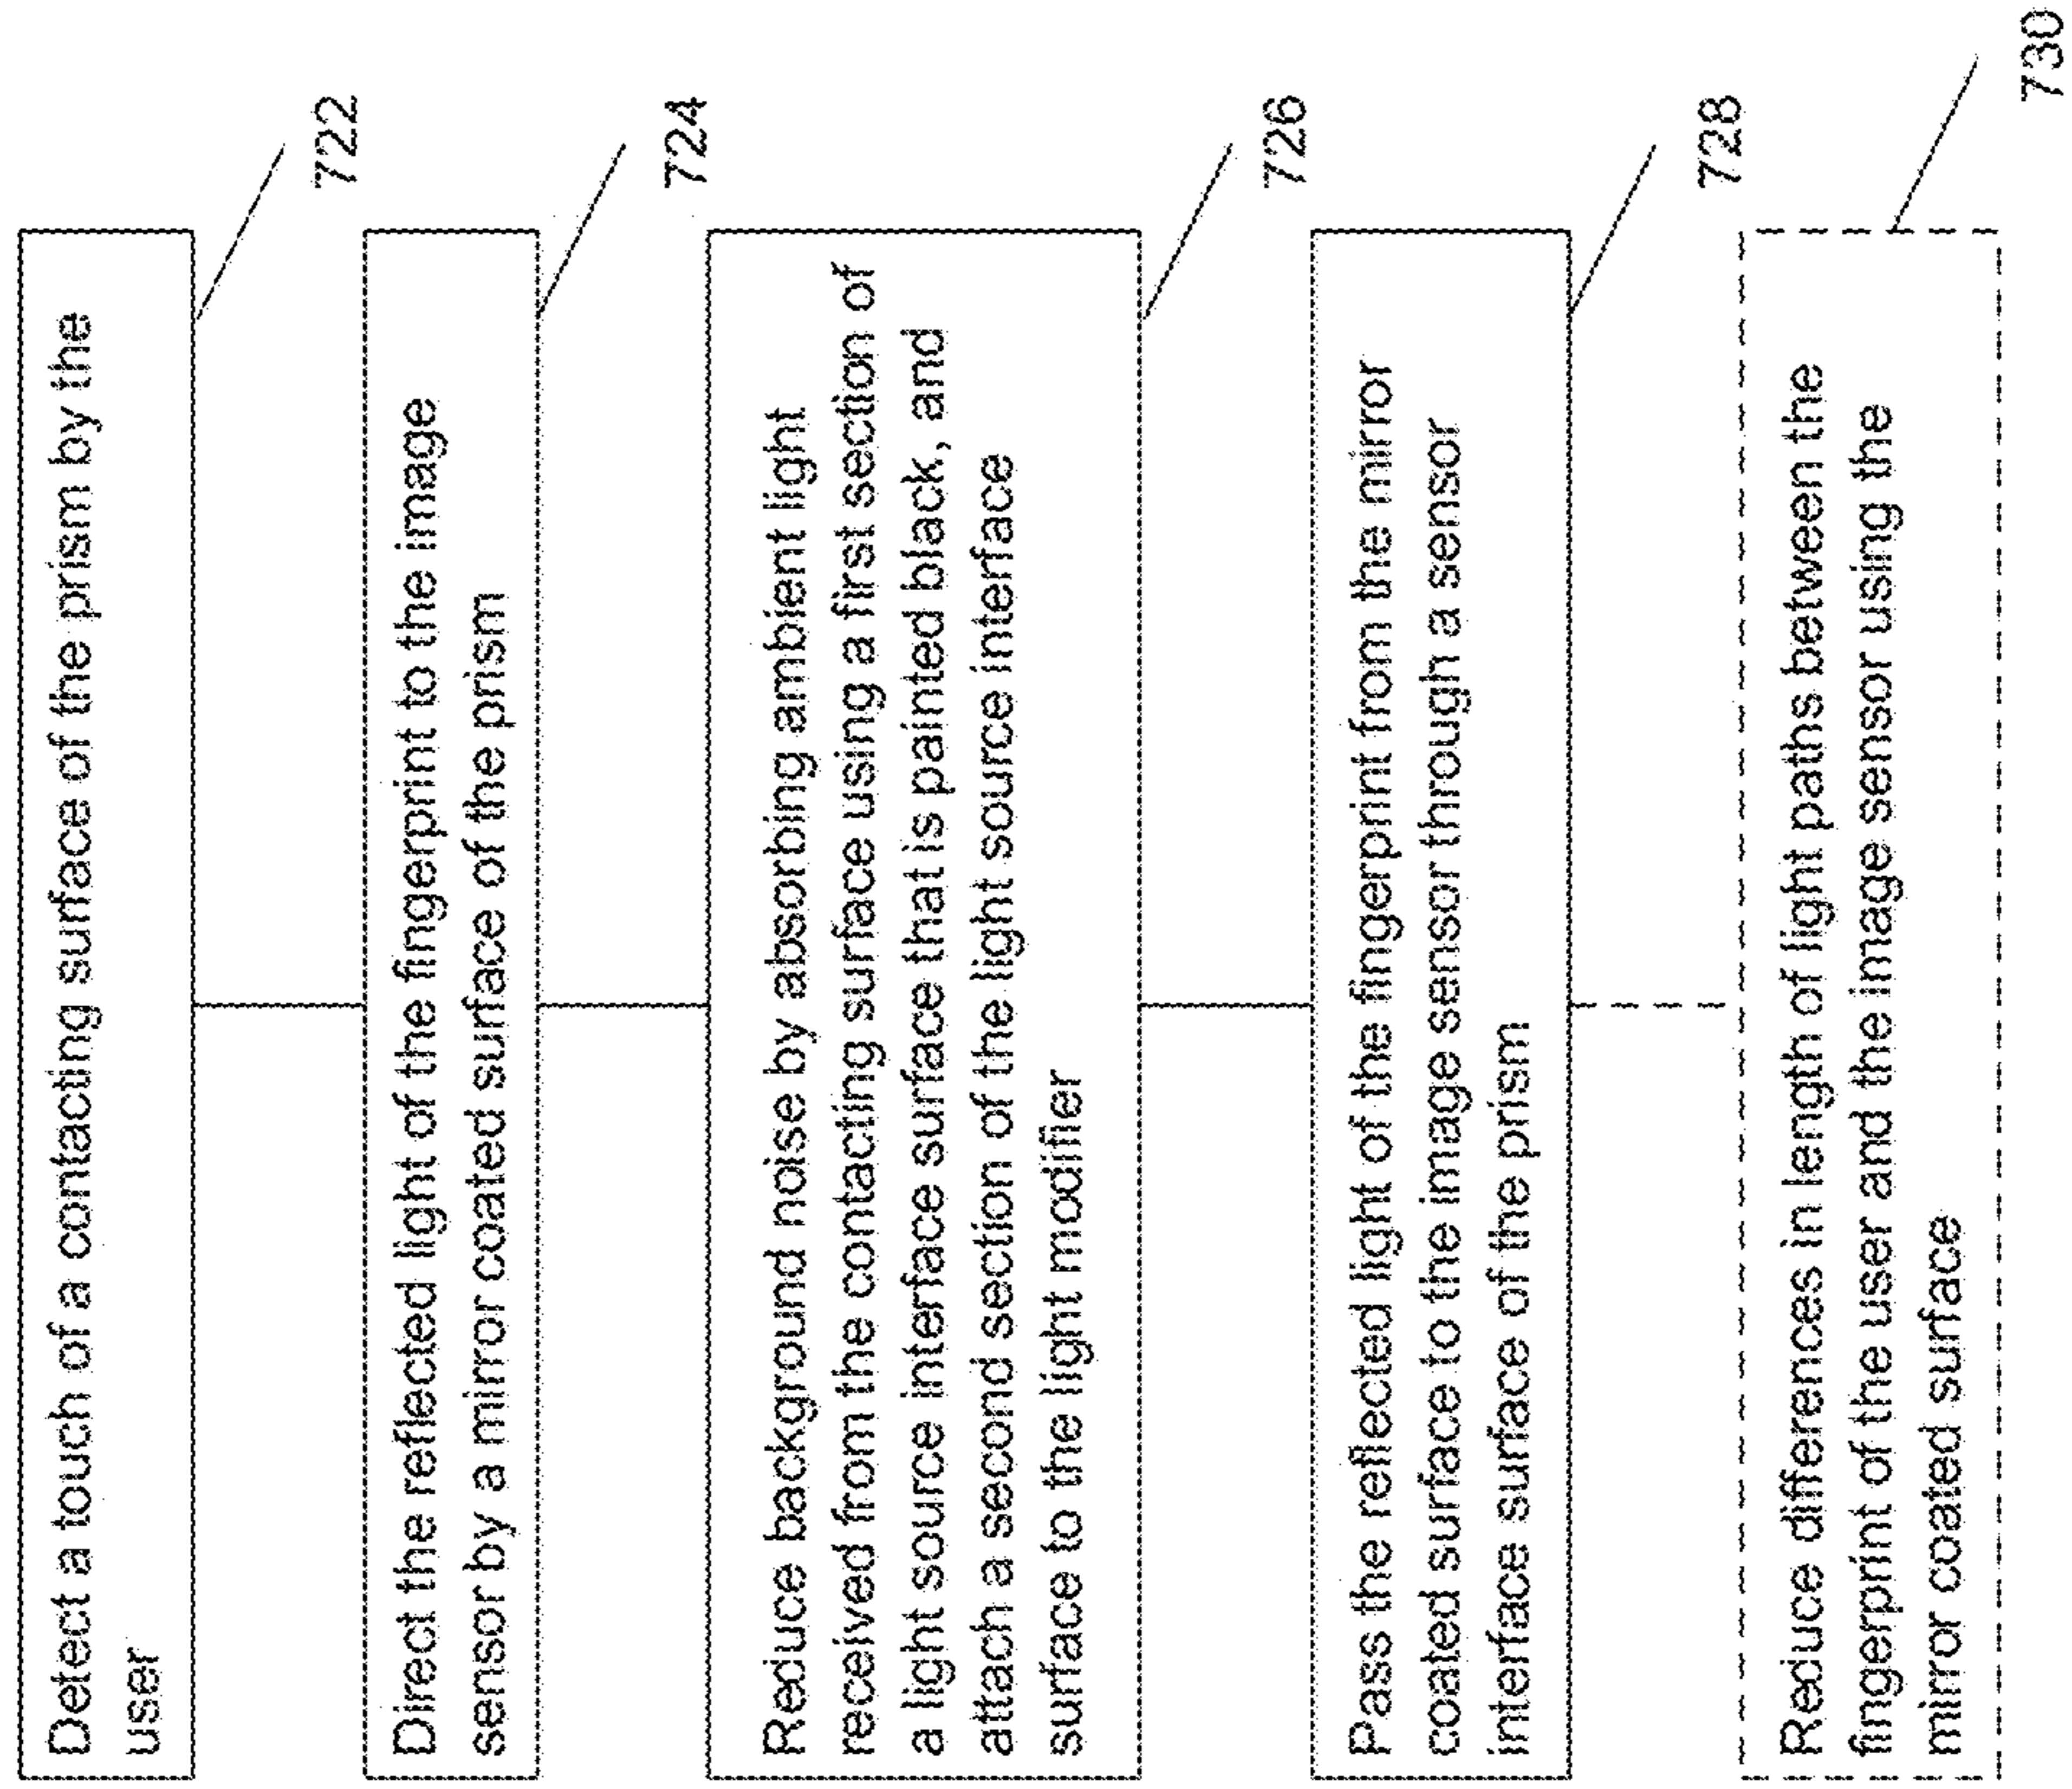 Detect a touch of a contacting surface of the prism by the
user
722
Direct the reflected light of the fingerprint to the image
sensor by a mirror coated surface of the prism
724
Reduce background noise by absorbing ambient light
received from the contacting surface using a first section of
a light source interface surface that is painted black, and
attach a second section of the light source interface
surface to the light modifier
726
Pass the reflected light of the fingerprint from the mirror
coated surface to the image sensor through a sensor
interface surface of the prism
728
Reduce differences in length of light paths between the
fingerprint of the user and the image sensor using the
mirror coated surface
730